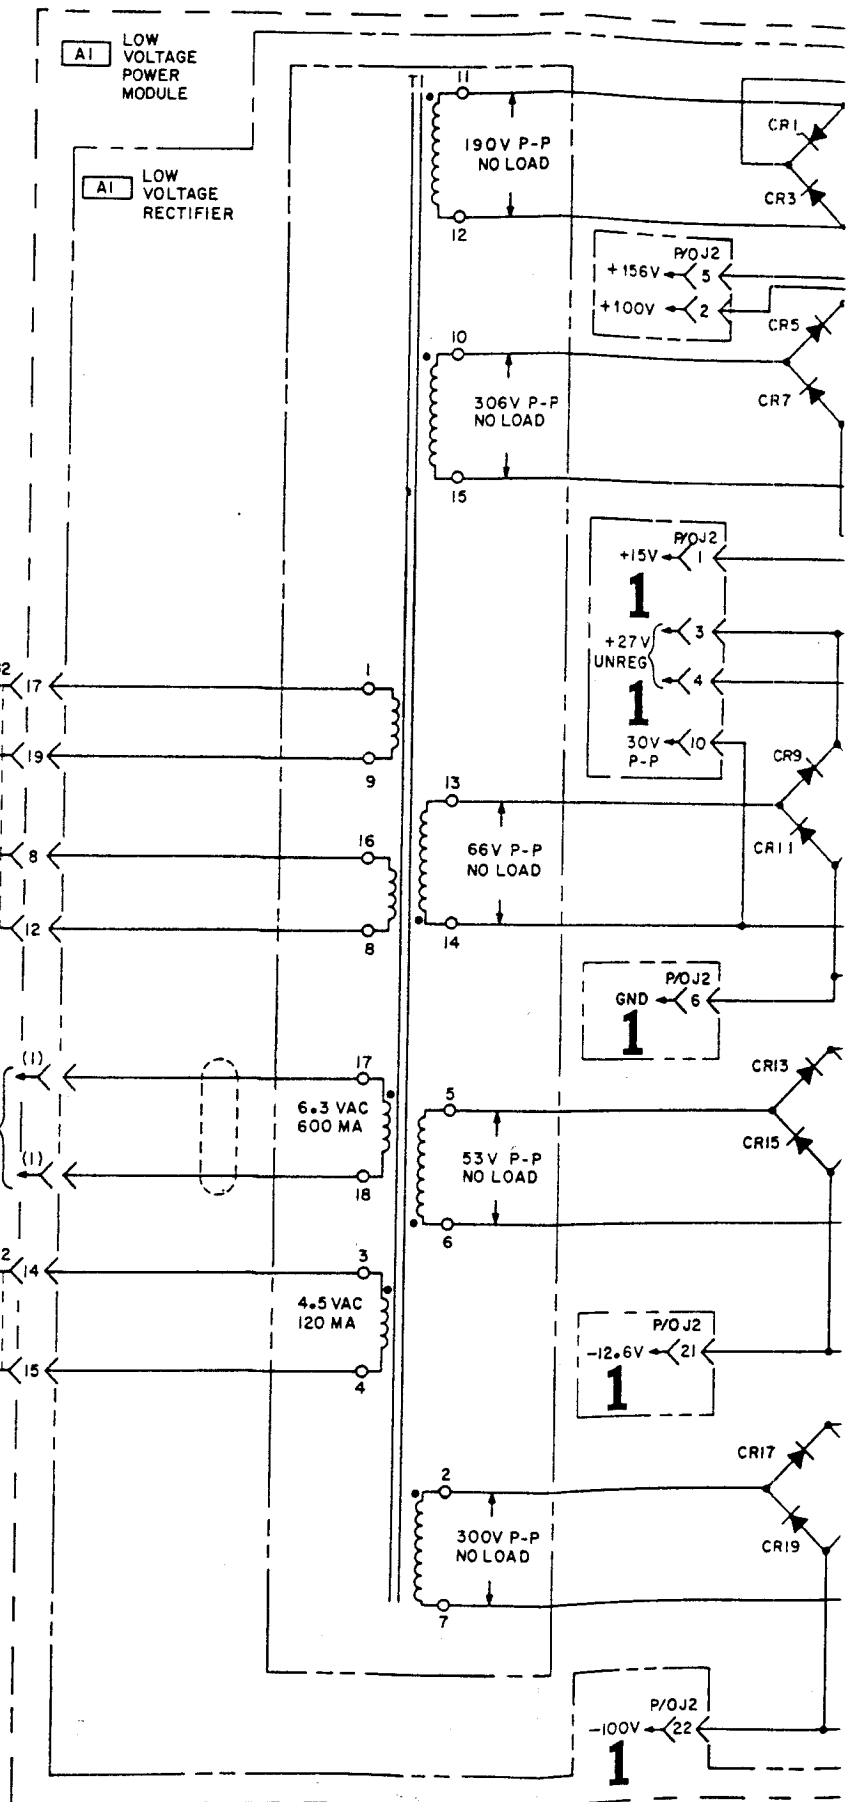 A1
LOW
VOLTAGE
POWER
MODULE
A1
LOW
VOLTAGE
RECTIFIER
T1
11
190V P-P
NO LOAD
12
CR1
CR3
P/O J2
+156V
5
+100V
2
CR5
CR7
10
306V P-P
NO LOAD
15
P/O J2
+15V
1
1
+27V
UNREG
3
4
1
30V
P-P
10
CR9
CR11
2
17
1
19
9
13
66V P-P
NO LOAD
14
8
16
12
8
P/O J2
GND
6
1
(1)
17
6.3 VAC
600 MA
(1)
18
5
53V P-P
NO LOAD
6
CR13
CR15
2
14
3
4.5 VAC
120 MA
15
4
P/O J2
-12.6V
21
1
2
300V P-P
NO LOAD
7
CR17
CR19
P/O J2
-100V
22
1